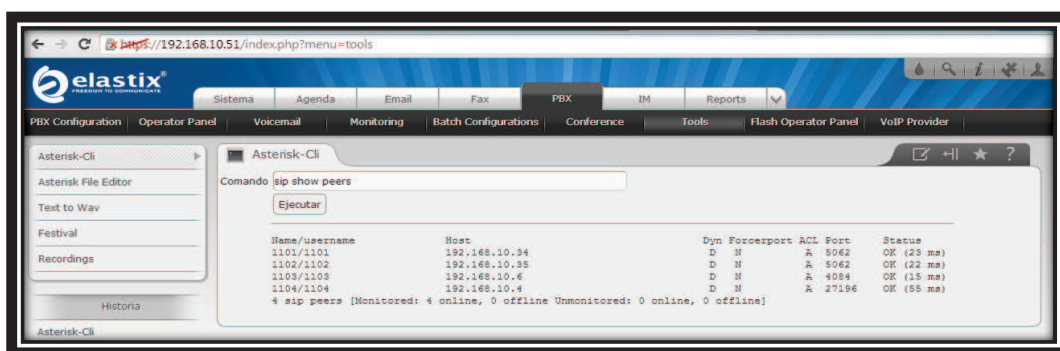 https://192.168.10.51/index.php?menu=tools
elastix®
FREEDOM TO COMMUNICATE
Sistema Agenda Email Fax PBX IM Reports
PBX Configuration Operator Panel Voicemail Monitoring Batch Configurations Conference Tools Flash Operator Panel VoIP Provider
Asterisk-Cli
Asterisk File Editor
Text to Wav
Festival
Recordings
Historia
Asterisk-Cli
Asterisk-Cli
Comando sip show peers
Ejecutar
Name/username Host Dyn Forcerport ACL Port Status
1101/1101 192.168.10.34 D N A 5062 OK (23 ms)
1102/1102 192.168.10.35 D N A 5062 OK (22 ms)
1103/1103 192.168.10.6 D N A 4084 OK (15 ms)
1104/1104 192.168.10.4 D N A 27196 OK (55 ms)
4 sip peers [Monitored: 4 online, 0 offline Unmonitored: 0 online, 0 offline]